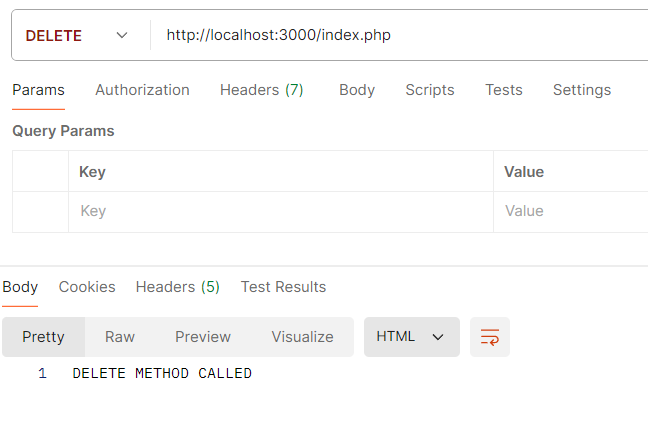 DELETE http://localhost:3000/index.php
Params Authorization Headers (7) Body Scripts Tests Settings
Query Params
Key Value
Key Value
Body Cookies Headers (5) Test Results
Pretty Raw Preview Visualize HTML
1 DELETE METHOD CALLED